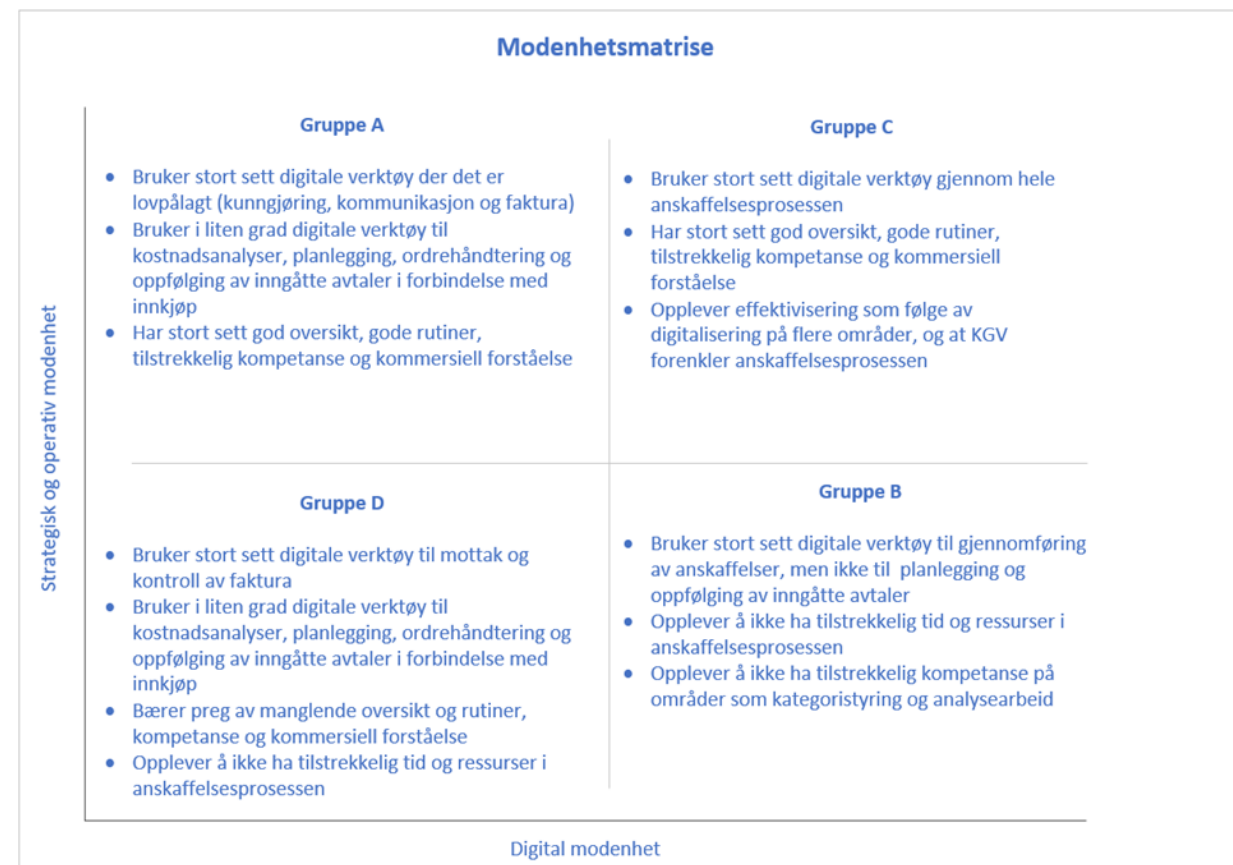 Modenhetsmatrise
Gruppe A
• Bruker stort sett digitale verktøy der det er
lovpålagt (kunngjøring, kommunikasjon og faktura)
• Bruker i liten grad digitale verktøy til
kostnadsanalyser, planlegging, ordrehåndtering og
oppfølging av inngåtte avtaler i forbindelse med
innkjøp
• Har stort sett god oversikt, gode rutiner,
tilstrekkelig kompetanse og kommersiell forståelse
Gruppe C
• Bruker stort sett digitale verktøy gjennom hele
anskaffelsesprosessen
• Har stort sett god oversikt, gode rutiner,
tilstrekkelig kompetanse og kommersiell
forståelse
• Opplever effektivisering som følge av
digitalisering på flere områder, og at KGV
forenkler anskaffelsesprosessen
Gruppe D
• Bruker stort sett digitale verktøy til mottak og
kontroll av faktura
• Bruker i liten grad digitale verktøy til
kostnadsanalyser, planlegging, ordrehåndtering og
oppfølging av inngåtte avtaler i forbindelse med
innkjøp
• Bærer preg av manglende oversikt og rutiner,
kompetanse og kommersiell forståelse
• Opplever å ikke ha tilstrekkelig tid og ressurser i
anskaffelsesprosessen
Gruppe B
• Bruker stort sett digitale verktøy til gjennomføring
av anskaffelser, men ikke til planlegging og
oppfølging av inngåtte avtaler
• Opplever å ikke ha tilstrekkelig tid og ressurser i
anskaffelsesprosessen
• Opplever å ikke ha tilstrekkelig kompetanse på
områder som kategoristyring og analysearbeid
Strategisk og operativ modenhet
Digital modenhet